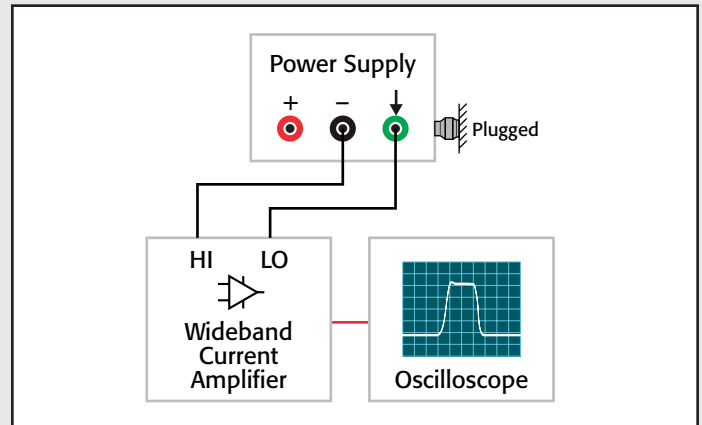 Power Supply
+ –
Plugged
HI LO
Wideband
Current
Amplifier
Oscilloscope